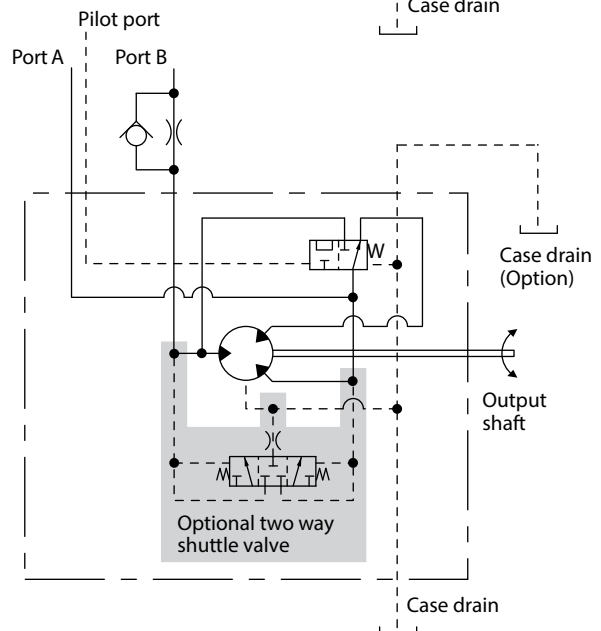 Case drain
Pilot port
Port A
Port B
Case drain
(Option)
Output
shaft
Optional two way
shuttle valve
Case drain